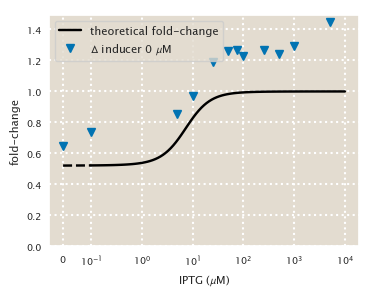 theoretical fold-change
Δ inducer 0 μM
1.4
1.2
1.0
0.8
0.6
0.4
0.2
0.0
fold-change
0 10⁻¹ 10⁰ 10¹ 10² 10³ 10⁴
IPTG (μM)